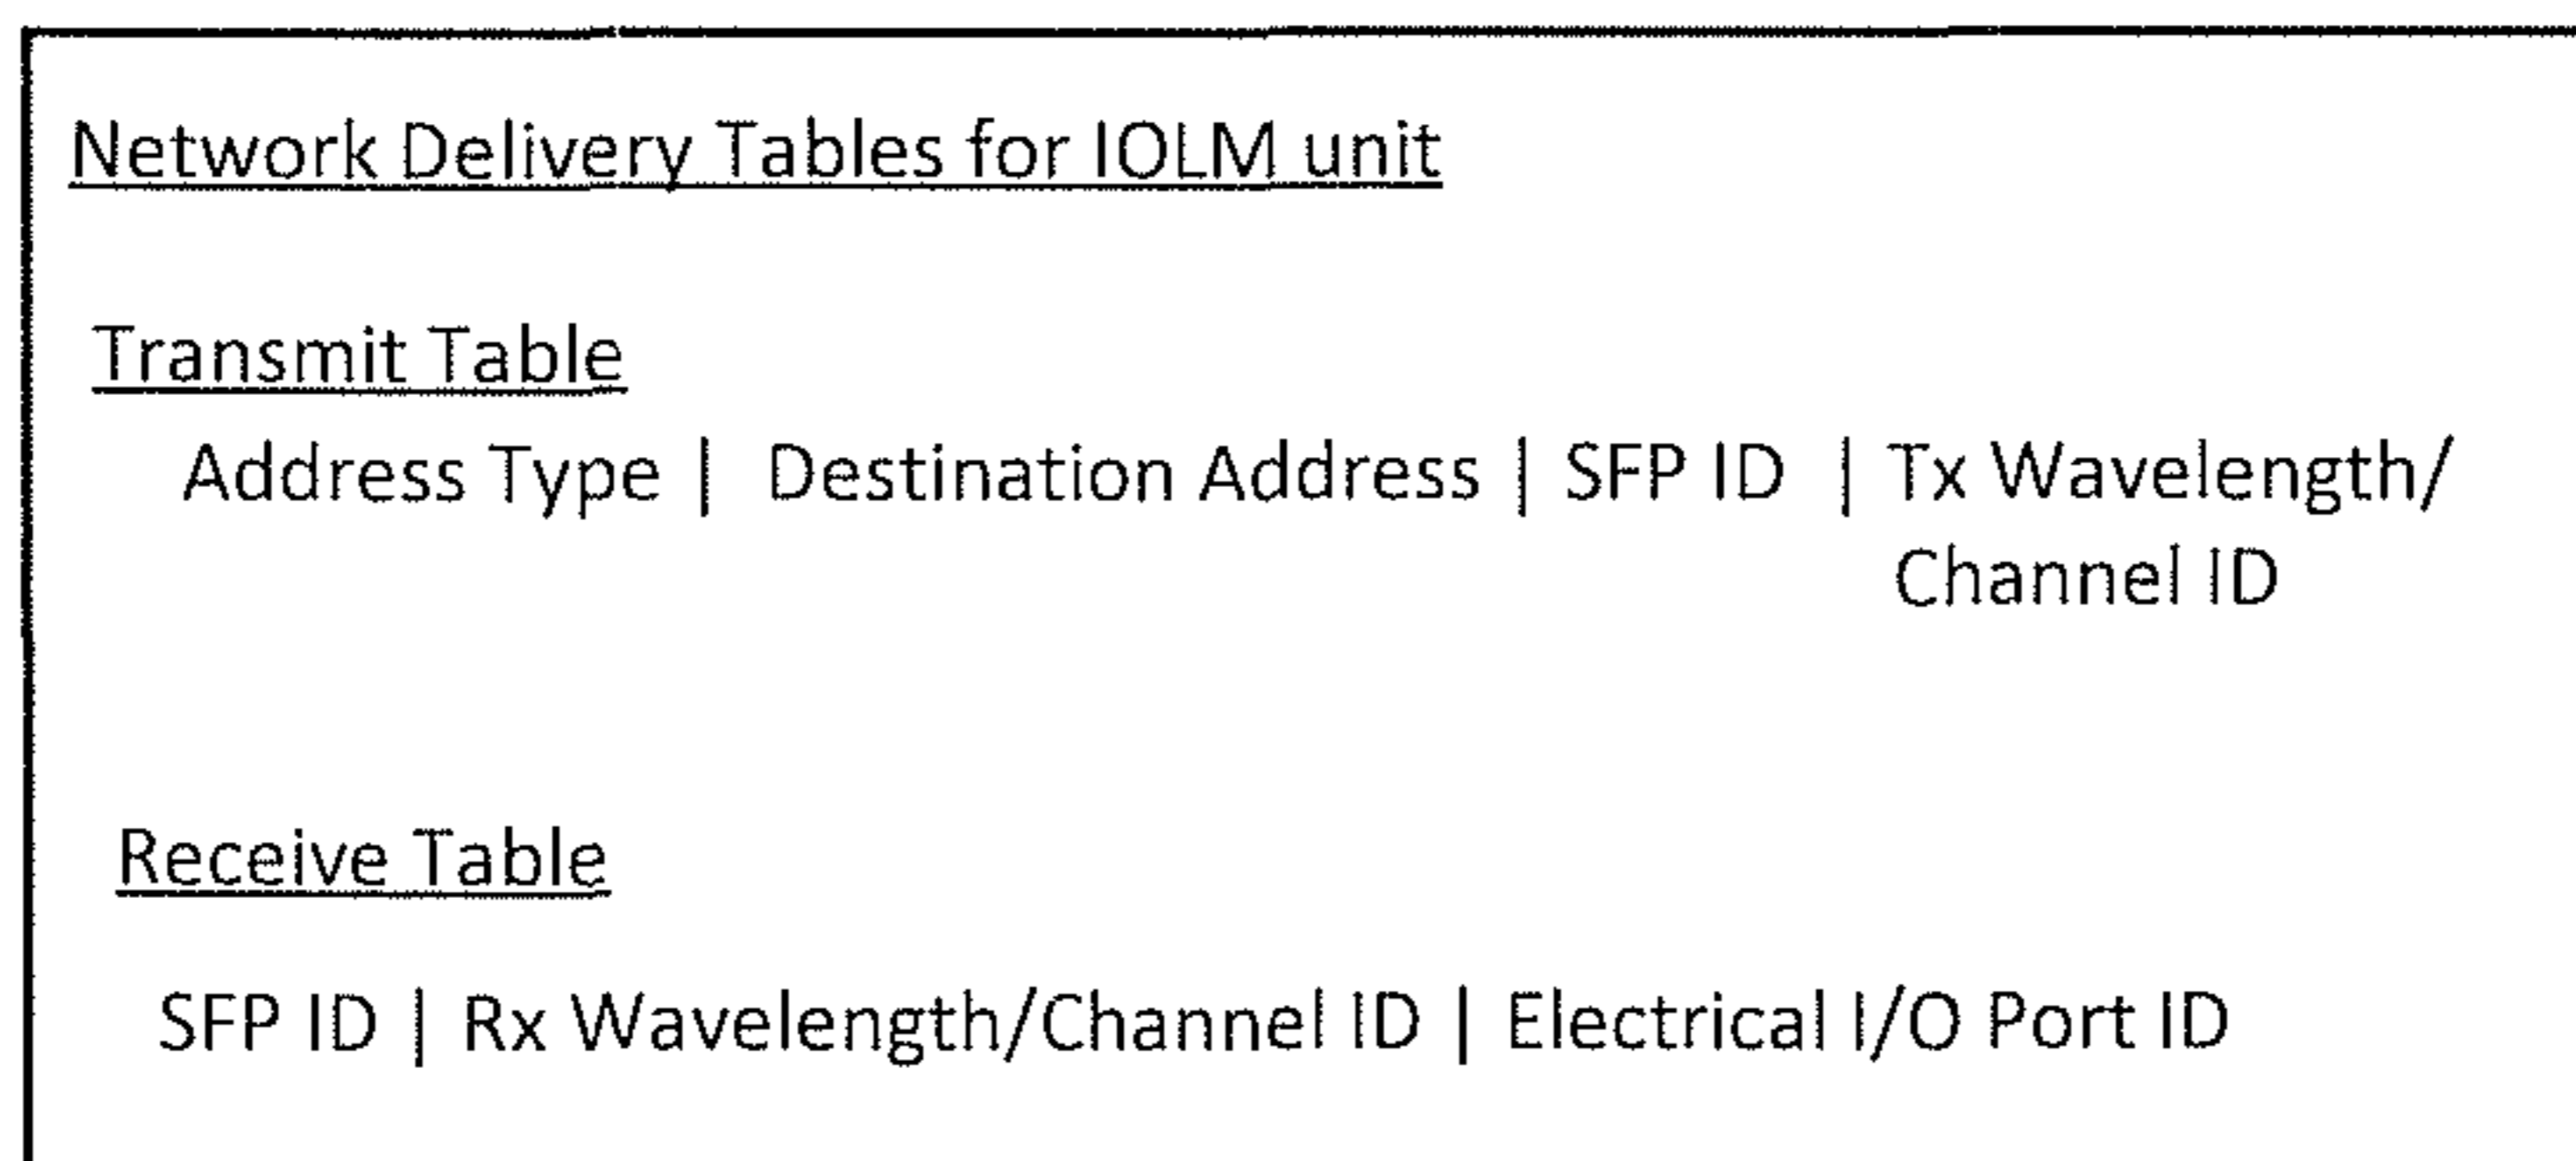 Network Delivery Tables for IOLM unit
Transmit Table
Address Type | Destination Address | SFP ID | Tx Wavelength/
Channel ID
Receive Table
SFP ID | Rx Wavelength/Channel ID | Electrical I/O Port ID